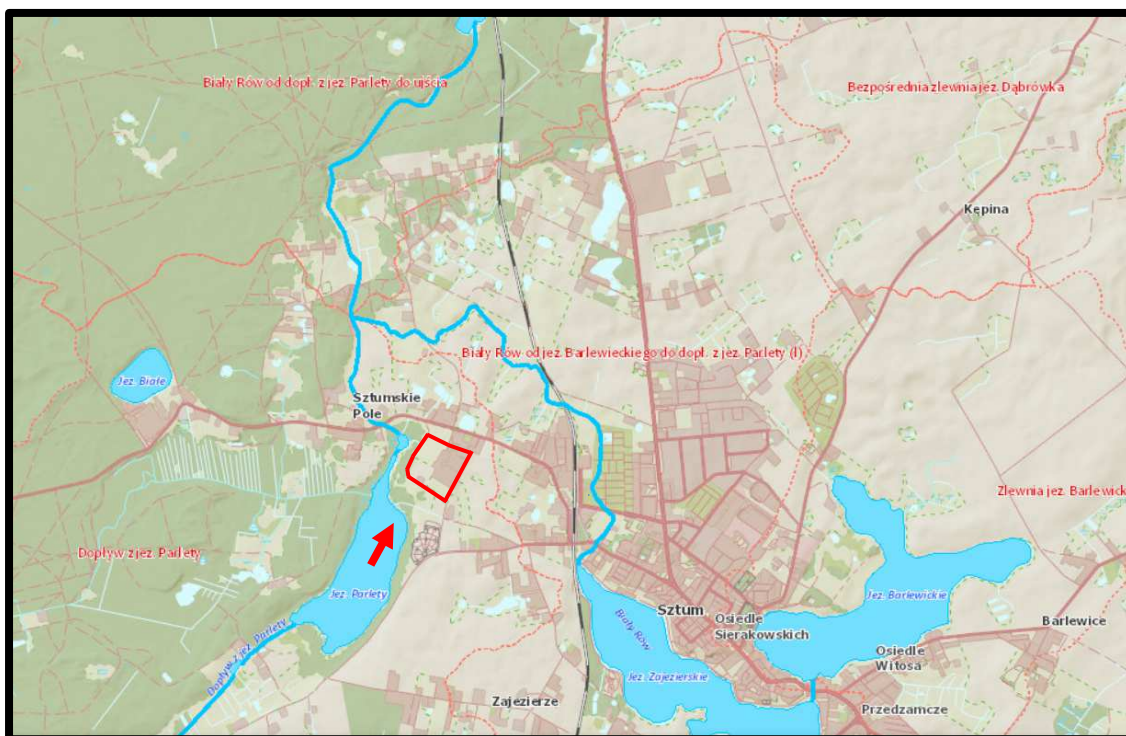 Biały Rów od dopł. z jez. Parlety do ujścia
Bezpośrednia zlewnia jez. Dąbrówka
Kępina
Biały Rów od jez. Barlewieckiego do dopł. z jez. Parlety (l)
Jez. Białe
Sztumskie
Pole
Zlewnia jez. Barlewick
Dopływ z jez. Parlety
Jez. Parlety
Dopływ z jez. Parlety
Biały Rów
Sztum
Osiedle
Sierakowskich
Jez. Barlewickie
Barlewice
Osiedle
Witosa
Jez. Zajezierskie
Zajezierze
Przedzamcze